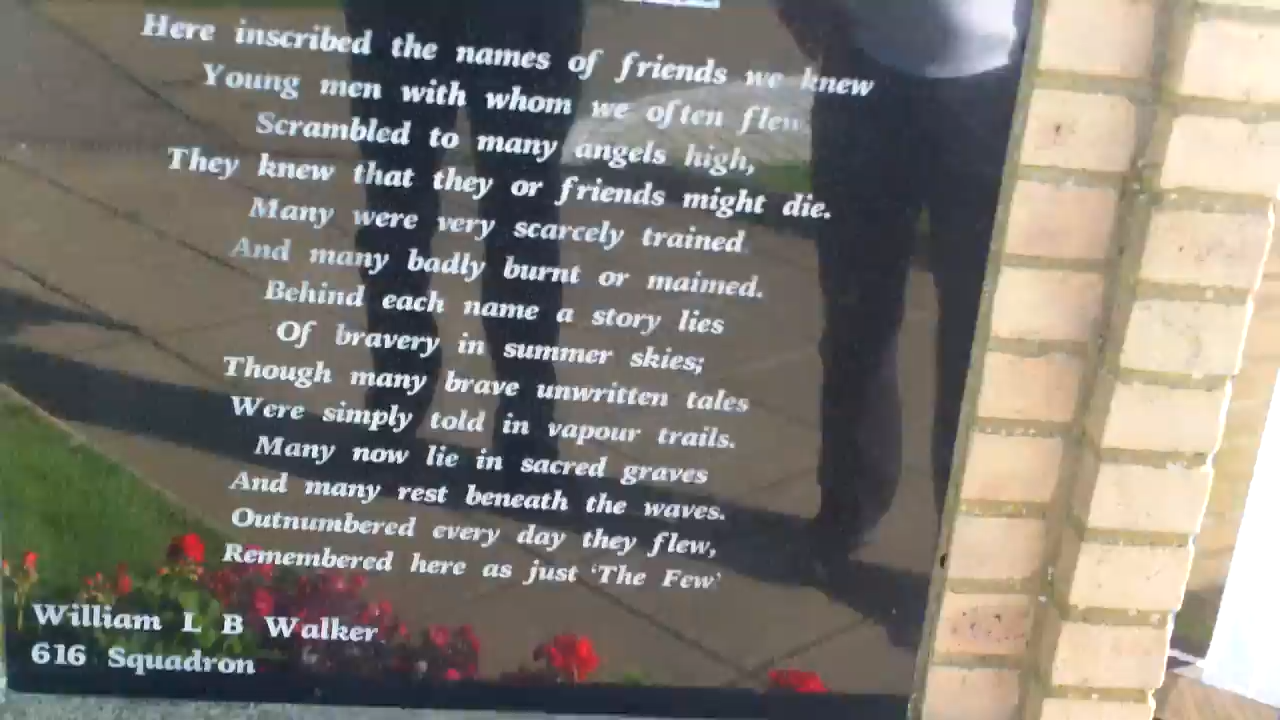 Here inscribed the names of friends we knew
Young men with whom we often flew
Scrambled to many angels high,
They knew that they or friends might die.
Many were very scarcely trained
And many badly burnt or maimed.
Behind each name a story lies
Of bravery in summer skies;
Though many brave unwritten tales
Were simply told in vapour trails.
Many now lie in sacred graves
And many rest beneath the waves.
Outnumbered every day they flew,
Remembered here as just 'The Few'
William L B Walker
616 Squadron